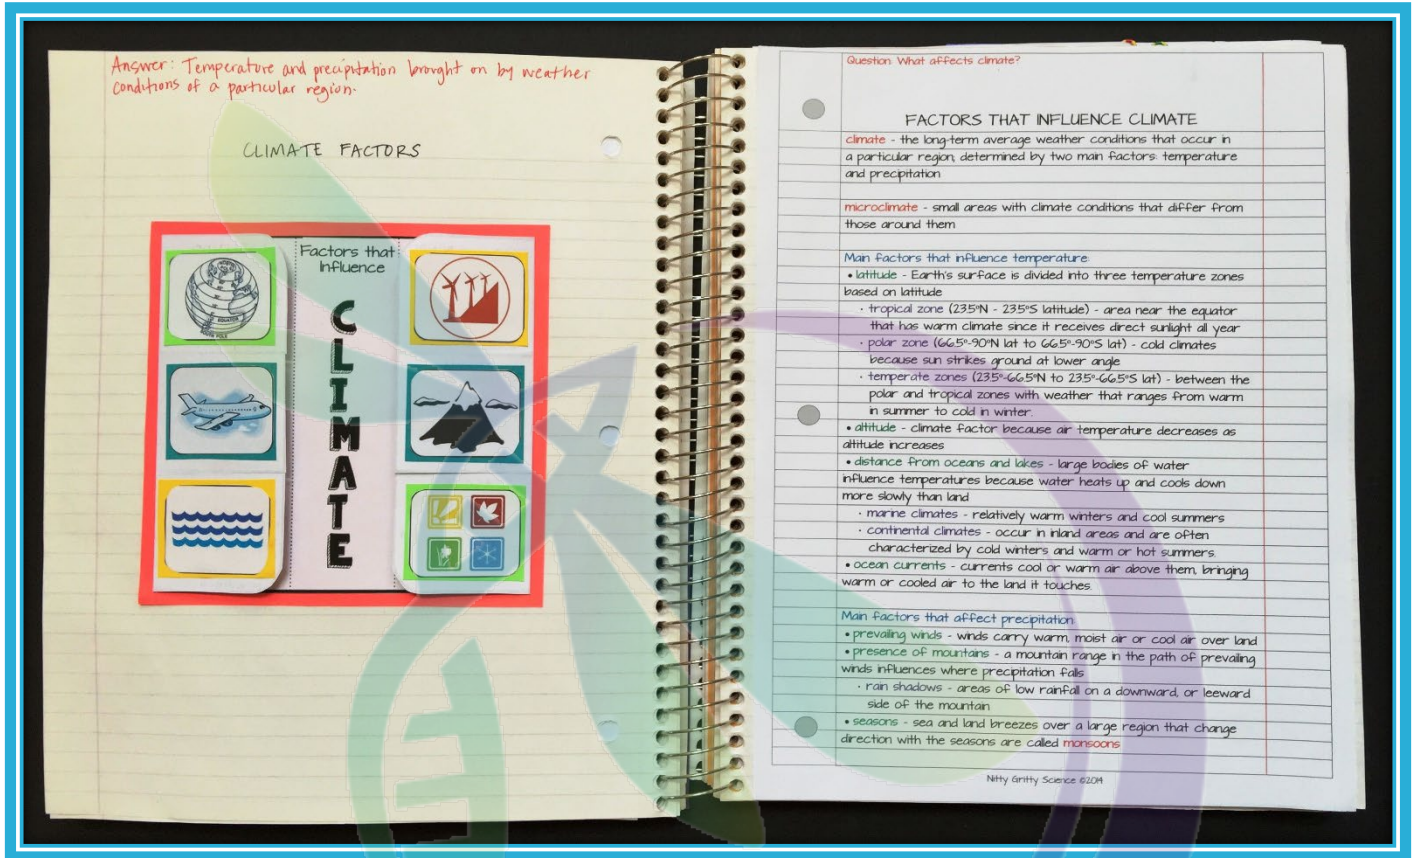 Answer: Temperature and precipitation brought on by weather
conditions of a particular region.
CLIMATE FACTORS
Factors that
Influence
CLIMATE
EQUATOR
Question: What affects climate?
FACTORS THAT INFLUENCE CLIMATE
climate - the long-term average weather conditions that occur in
a particular region, determined by two main factors: temperature
and precipitation
microclimate - small areas with climate conditions that differ from
those around them
Main factors that influence temperature:
• latitude - Earth's surface is divided into three temperature zones
based on latitude
· tropical zone (23.5°N - 23.5°S latitude) - area near the equator
that has warm climate since it receives direct sunlight all year
· polar zone (66.5°-90°N lat to 66.5°-90°S lat) - cold climates
because sun strikes ground at lower angle
· temperate zones (23.5°-66.5°N to 23.5°-66.5°S lat) - between the
polar and tropical zones with weather that ranges from warm
in summer to cold in winter.
• altitude - climate factor because air temperature decreases as
altitude increases
• distance from oceans and lakes - large bodies of water
influence temperatures because water heats up and cools down
more slowly than land
· marine climates - relatively warm winters and cool summers
· continental climates - occur in inland areas and are often
characterized by cold winters and warm or hot summers.
• ocean currents - currents cool or warm air above them, bringing
warm or cooled air to the land it touches.
Main factors that affect precipitation:
• prevailing winds - winds carry warm, moist air or cool air over land
• presence of mountains - a mountain range in the path of prevailing
winds influences where precipitation falls
· rain shadows - areas of low rainfall on a downward, or leeward
side of the mountain
• seasons - sea and land breezes over a large region that change
direction with the seasons are called monsoons
Nitty Gritty Science ©2014